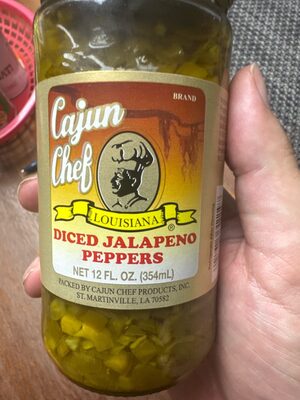 Cajun
BRAND
Chef
LOUISIANA
®
DICED JALAPENO
PEPPERS
NET 12 FL. OZ. (354mL)
PACKED BY CAJUN CHEF PRODUCTS, INC.
ST. MARTINVILLE, LA 70582